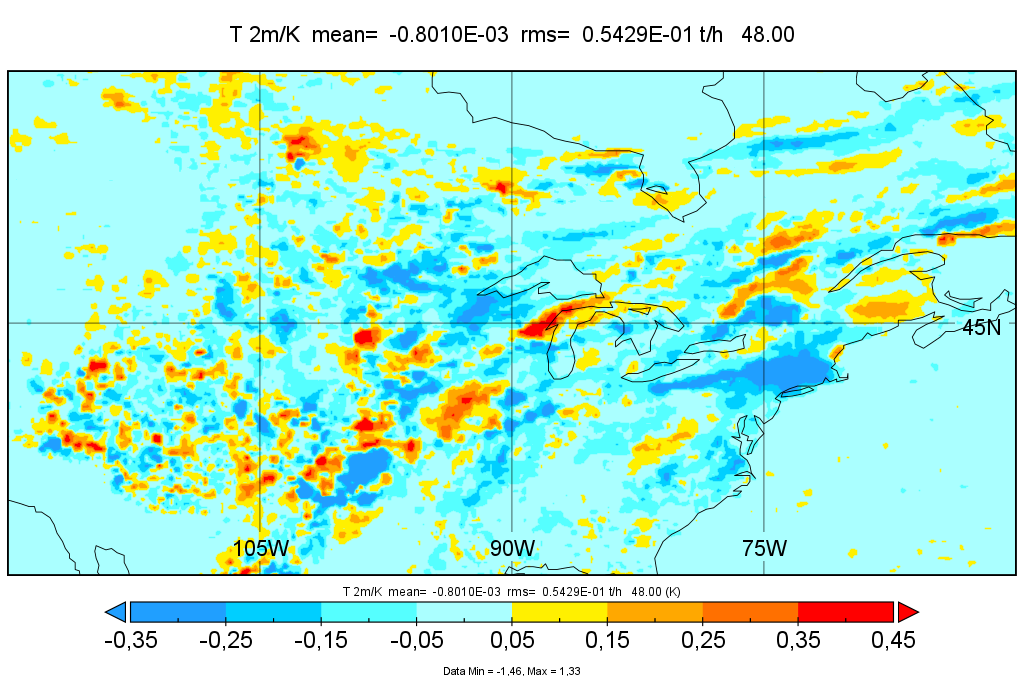 T 2m/K mean= -0.8010E-03 rms= 0.5429E-01 t/h 48.00
45N
105W 90W 75W
T 2m/K mean= -0.8010E-03 rms= 0.5429E-01 t/h 48.00 (K)
-0,35 -0,25 -0,15 -0,05 0,05 0,15 0,25 0,35 0,45
Data Min = -1,46, Max = 1,33